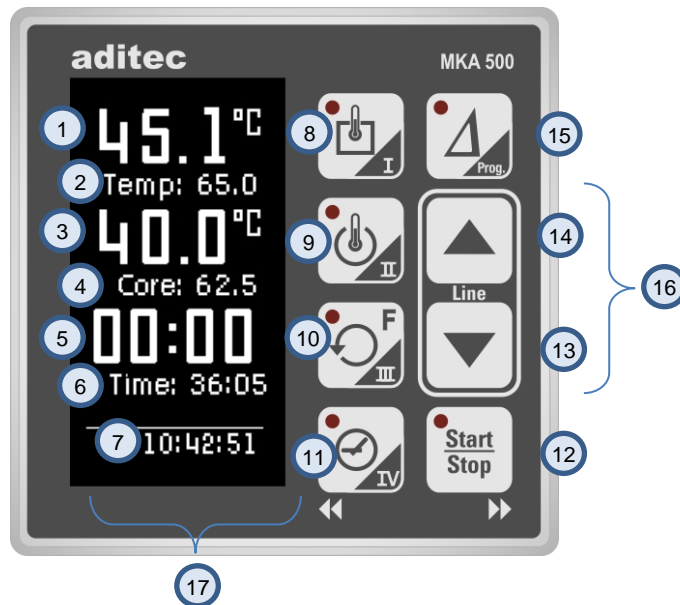 aditec
MKA 500
1 45.1°C
8 I
Prog. 15
2 Temp: 65.0
3 40.0°C
9 II
14
4 Core: 62.5
Line
16
5 00:00
10 F III
13
6 Time: 36:05
7 10:42:51
11 IV
Start
Stop
12
17